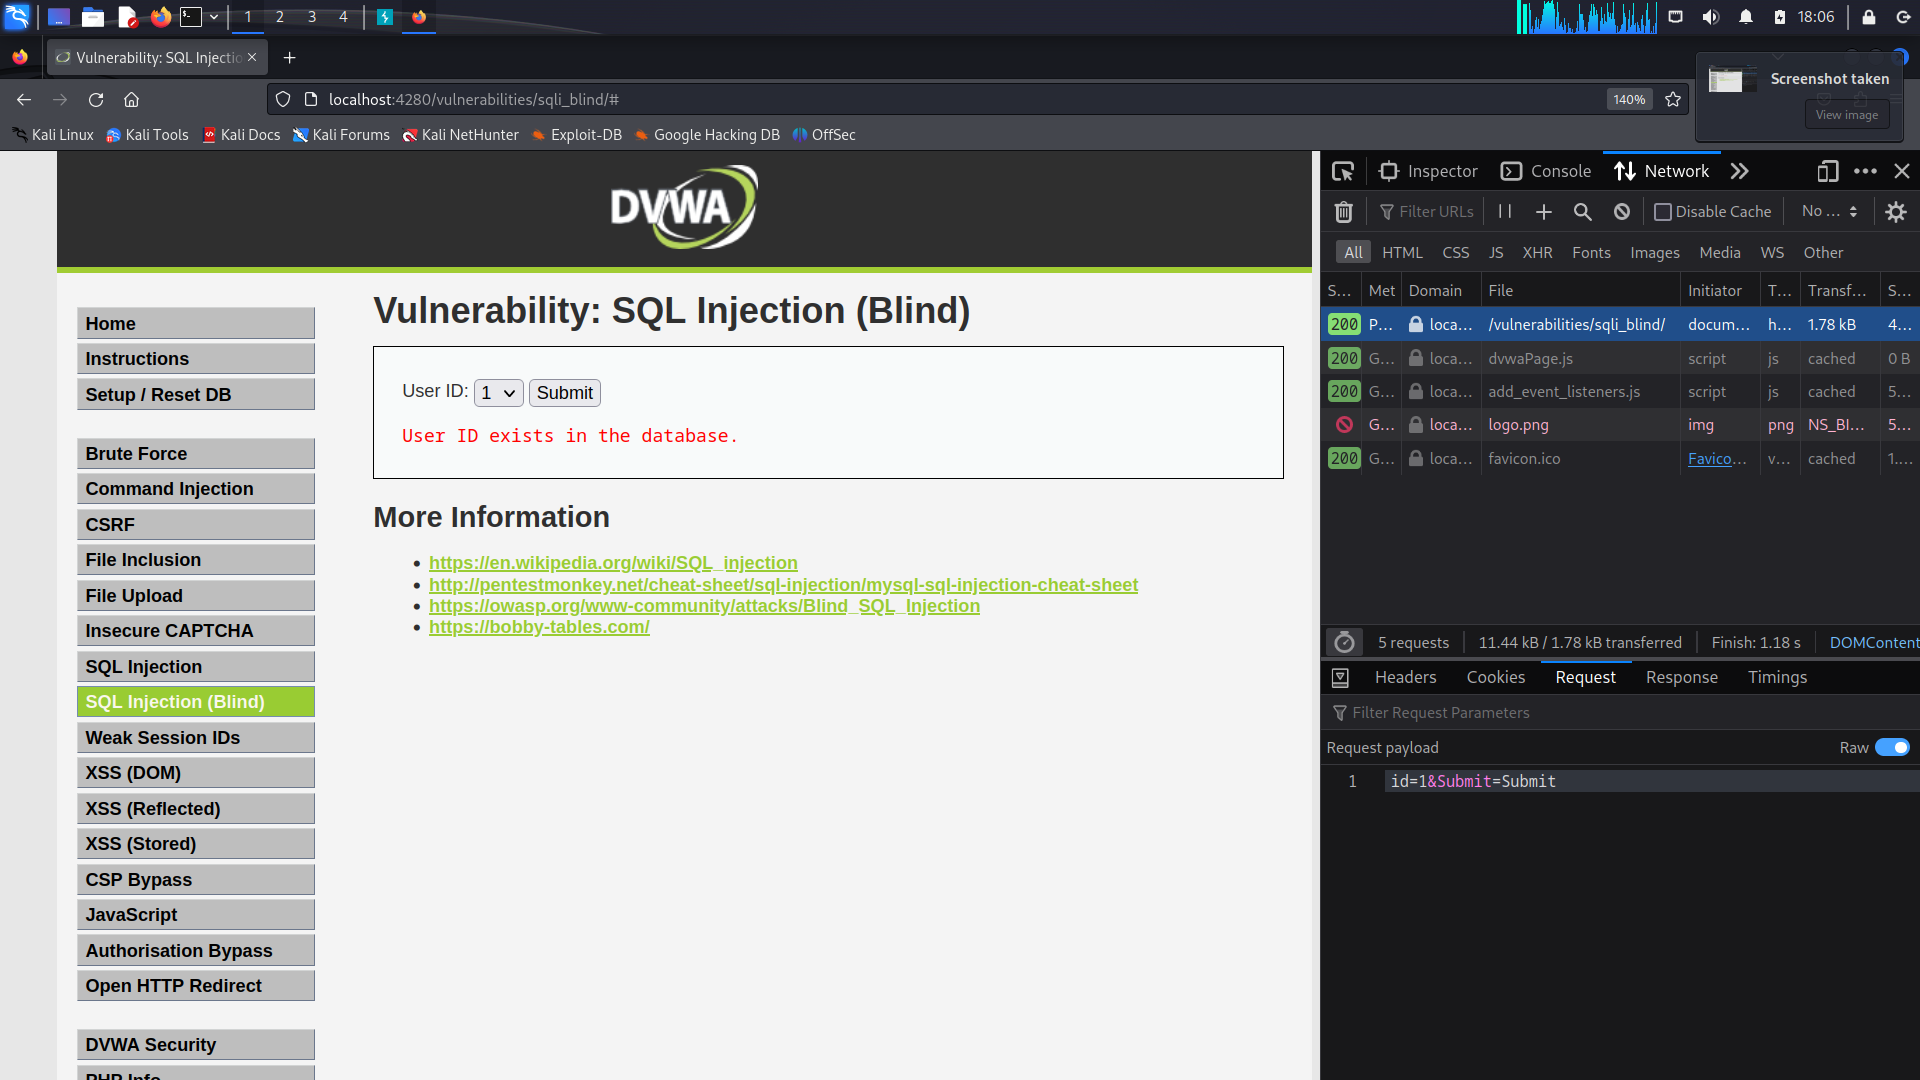 1 2 3 4 18:06
Vulnerability: SQL Injectio
Screenshot taken
View image
localhost:4280/vulnerabilities/sqli_blind/# 140%
Kali Linux Kali Tools Kali Docs Kali Forums Kali NetHunter Exploit-DB Google Hacking DB OffSec
DVWA
Home
Instructions
Setup / Reset DB
Brute Force
Command Injection
CSRF
File Inclusion
File Upload
Insecure CAPTCHA
SQL Injection
SQL Injection (Blind)
Weak Session IDs
XSS (DOM)
XSS (Reflected)
XSS (Stored)
CSP Bypass
JavaScript
Authorisation Bypass
Open HTTP Redirect
DVWA Security
PHP Info
Vulnerability: SQL Injection (Blind)
User ID: 1 Submit
User ID exists in the database.
More Information
https://en.wikipedia.org/wiki/SQL_injection
http://pentestmonkey.net/cheat-sheet/sql-injection/mysql-sql-injection-cheat-sheet
https://owasp.org/www-community/attacks/Blind_SQL_Injection
https://bobby-tables.com/
Inspector Console Network
Filter URLs Disable Cache No ...
All HTML CSS JS XHR Fonts Images Media WS Other
S... Met Domain File Initiator T... Transf... S...
200 P... loca... /vulnerabilities/sqli_blind/ docum... h... 1.78 kB 4...
200 G... loca... dvwaPage.js script js cached 0 B
200 G... loca... add_event_listeners.js script js cached 5...
G... loca... logo.png img png NS_BI... 5...
200 G... loca... favicon.ico Favico... v... cached 1....
5 requests 11.44 kB / 1.78 kB transferred Finish: 1.18 s DOMContent
Headers Cookies Request Response Timings
Filter Request Parameters
Request payload Raw
1 id=1&Submit=Submit